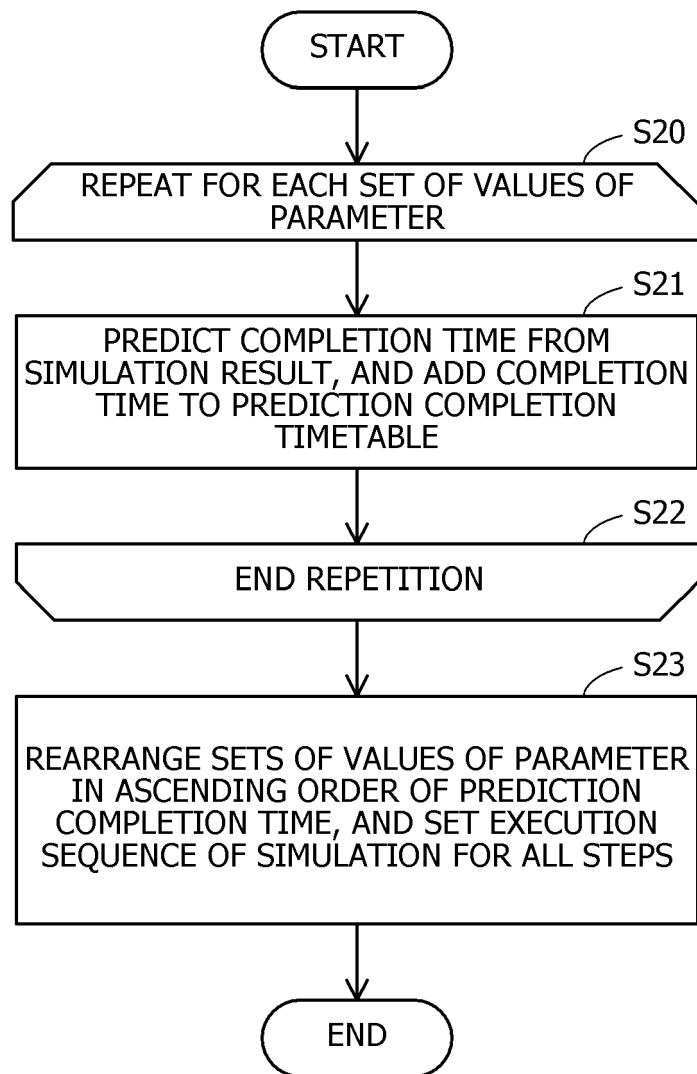 START
S20
REPEAT FOR EACH SET OF VALUES OF
PARAMETER
S21
PREDICT COMPLETION TIME FROM
SIMULATION RESULT, AND ADD COMPLETION
TIME TO PREDICTION COMPLETION
TIMETABLE
S22
END REPETITION
S23
REARRANGE SETS OF VALUES OF PARAMETER
IN ASCENDING ORDER OF PREDICTION
COMPLETION TIME, AND SET EXECUTION
SEQUENCE OF SIMULATION FOR ALL STEPS
END